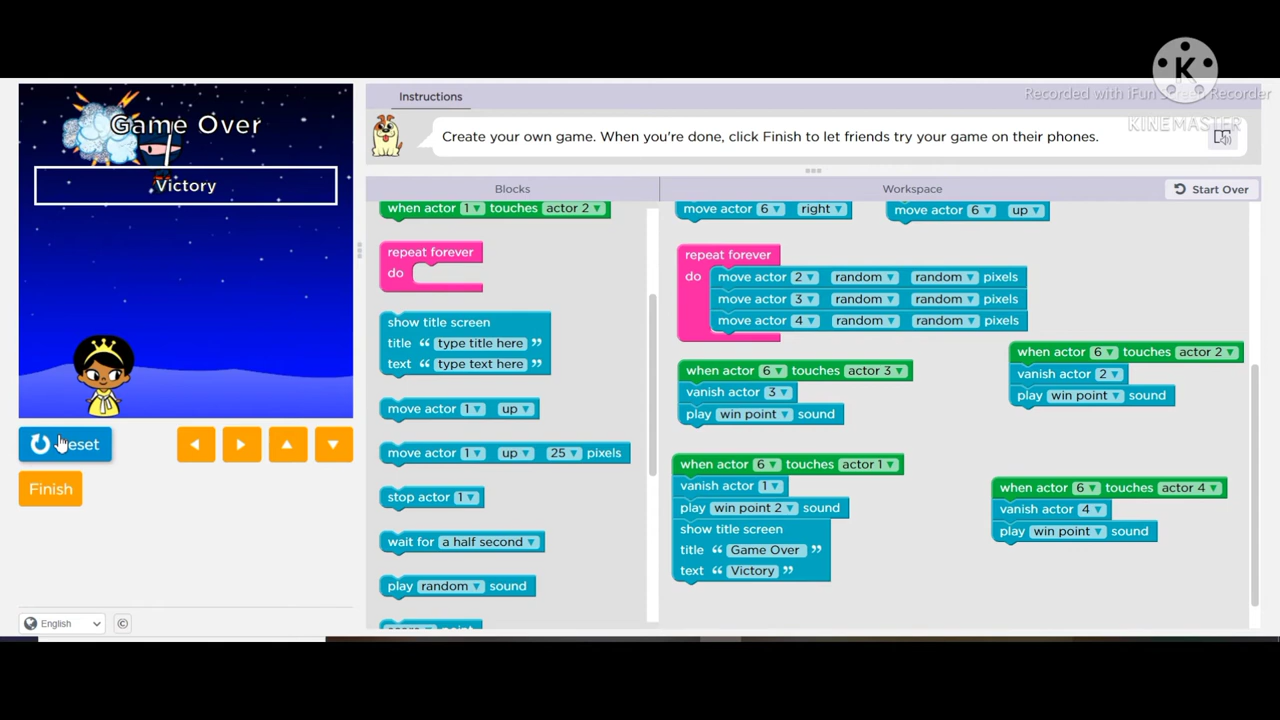 K
Recorded with iFun Screen Recorder
KINEMASTER
Instructions
Create your own game. When you're done, click Finish to let friends try your game on their phones.
Game Over
Victory
Reset
Finish
English
©
Blocks
when actor 1 touches actor 2
repeat forever
do
show title screen
title “ type title here ”
text “ type text here ”
move actor 1 up
move actor 1 up 25 pixels
stop actor 1
wait for a half second
play random sound
Workspace
Start Over
move actor 6 right
move actor 6 up
repeat forever
do move actor 2 random random pixels
move actor 3 random random pixels
move actor 4 random random pixels
when actor 6 touches actor 3
vanish actor 3
play win point sound
when actor 6 touches actor 2
vanish actor 2
play win point sound
when actor 6 touches actor 1
vanish actor 1
play win point 2 sound
show title screen
title “ Game Over ”
text “ Victory ”
when actor 6 touches actor 4
vanish actor 4
play win point sound